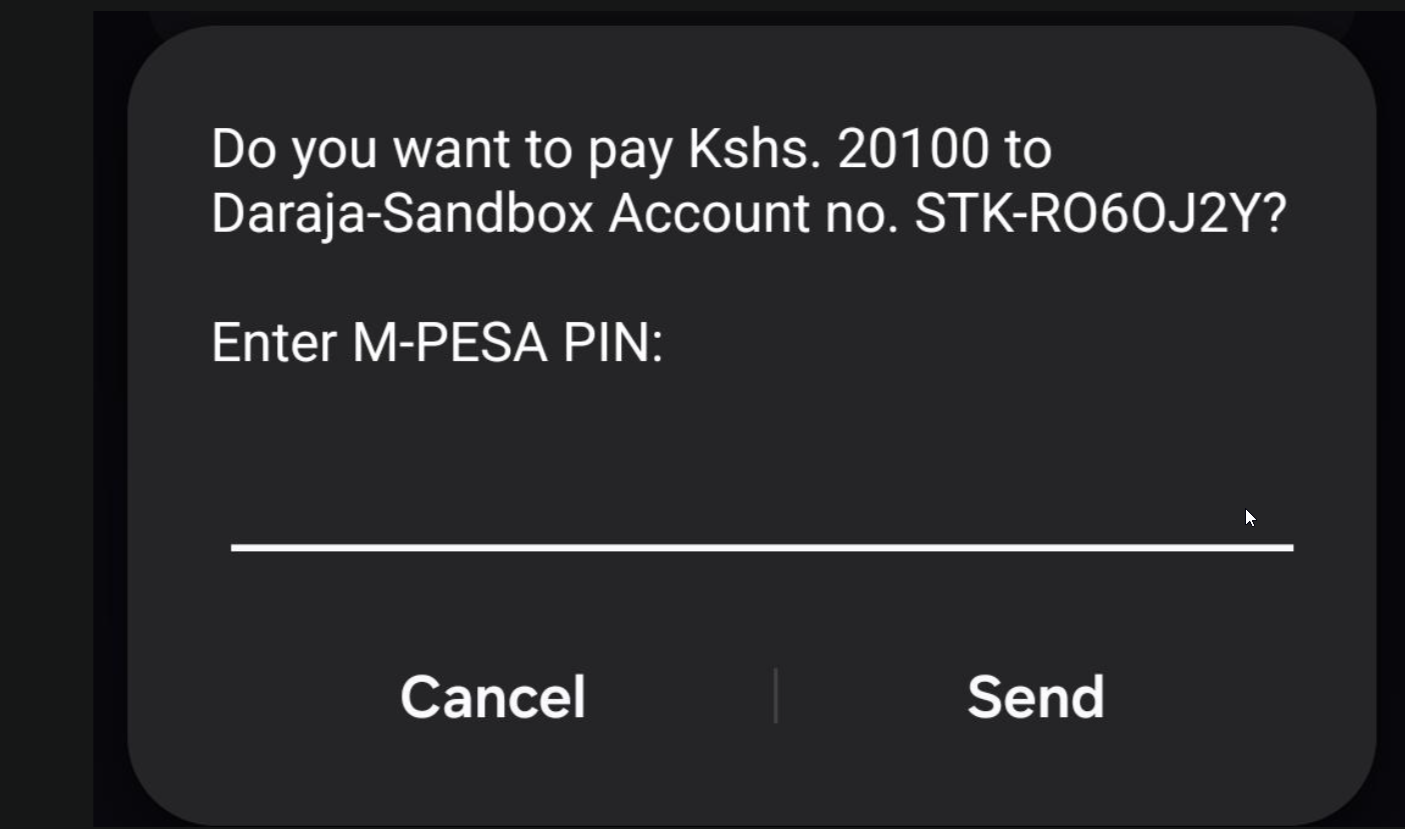 Do you want to pay Kshs. 20100 to
Daraja-Sandbox Account no. STK-RO6OJ2Y?
Enter M-PESA PIN:
Cancel
Send